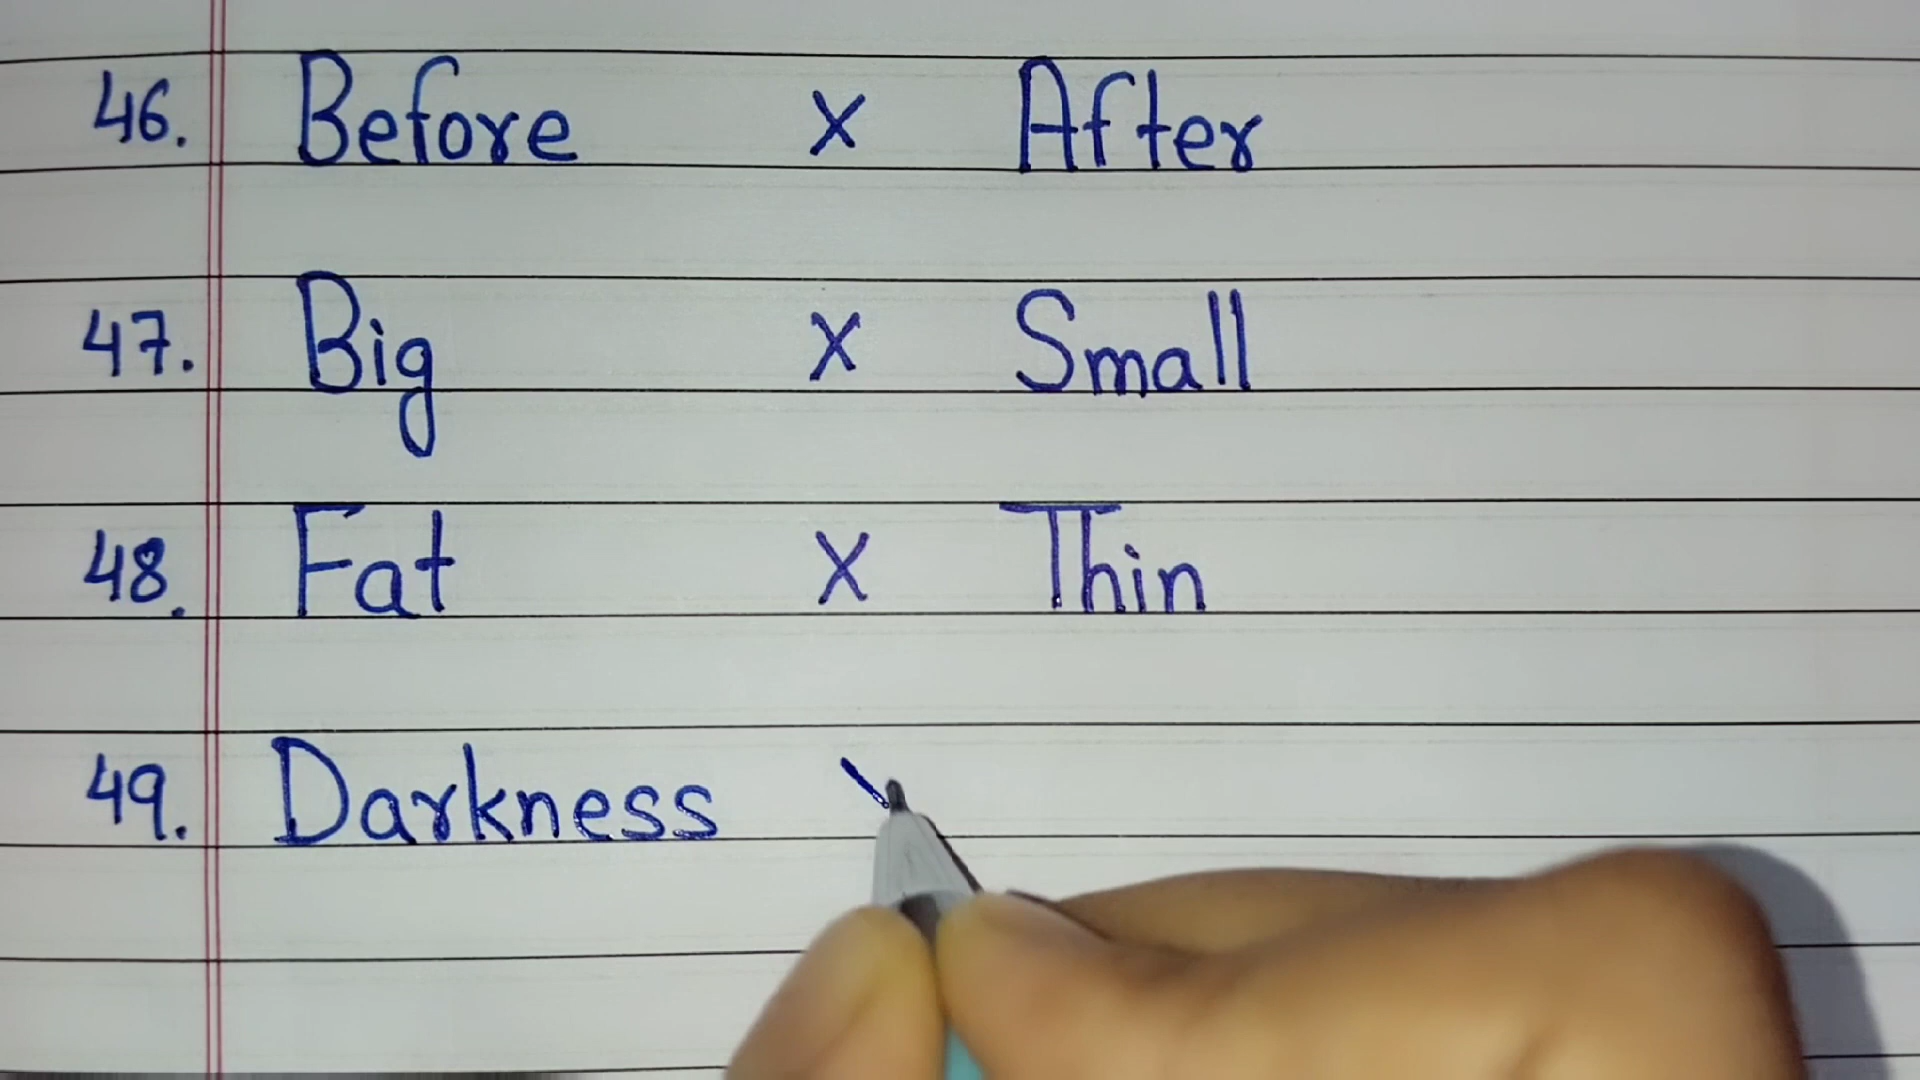 46. Before x After
47. Big x Small
48. Fat x Thin
49. Darkness